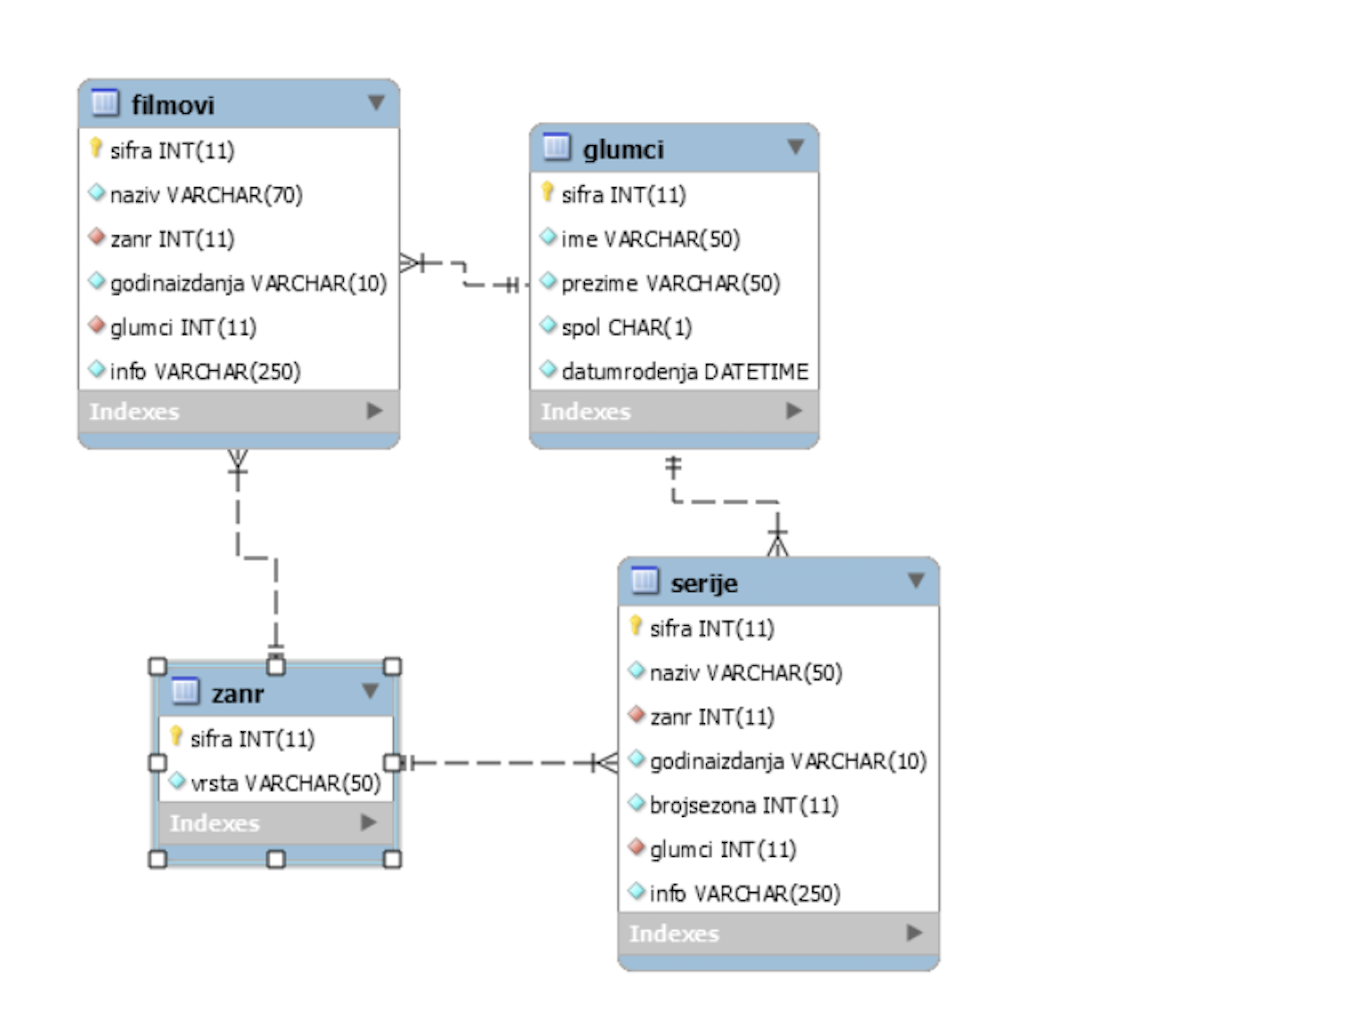 filmovi
sifra INT(11)
naziv VARCHAR(70)
zanr INT(11)
godinaizdanja VARCHAR(10)
glumci INT(11)
info VARCHAR(250)
Indexes
glumci
sifra INT(11)
ime VARCHAR(50)
prezime VARCHAR(50)
spol CHAR(1)
datumrodenja DATETIME
Indexes
zanr
sifra INT(11)
vrsta VARCHAR(50)
Indexes
serije
sifra INT(11)
naziv VARCHAR(50)
zanr INT(11)
godinaizdanja VARCHAR(10)
brojsezona INT(11)
glumci INT(11)
info VARCHAR(250)
Indexes